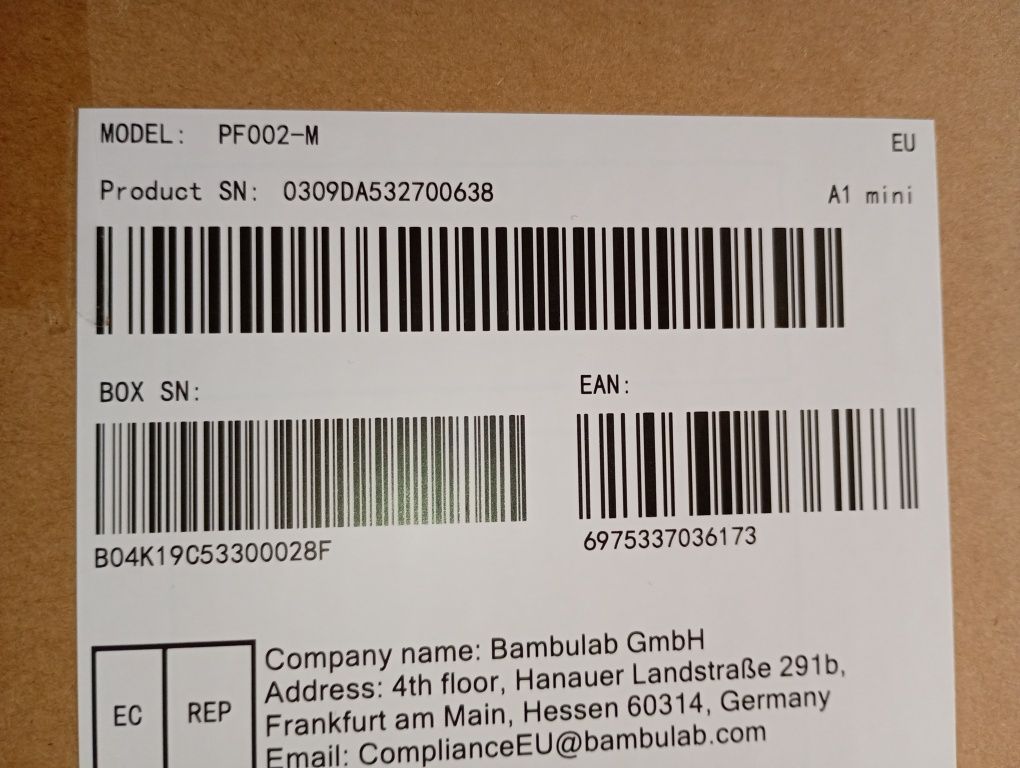 MODEL: PF002-M
EU
Product SN: 0309DA532700638
A1 mini
BOX SN:
EAN:
B04K19C53300028F
6975337036173
EC REP
Company name: Bambulab GmbH
Address: 4th floor, Hanauer Landstraße 291b,
Frankfurt am Main, Hessen 60314, Germany
Email: ComplianceEU@bambulab.com